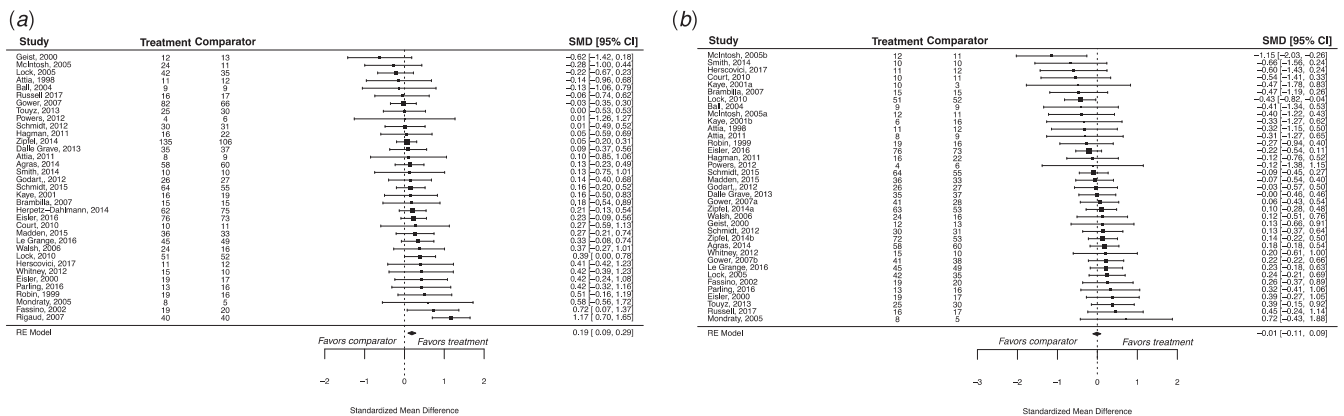 (a)
Study Treatment Comparator SMD [95% CI]
Geist, 2000 12 13 −0.62 [−1.42, 0.18]
McIntosh, 2005 24 11 −0.28 [−1.00, 0.44]
Lock, 2005 42 35 −0.22 [−0.67, 0.23]
Attia, 1998 11 12 −0.14 [−0.96, 0.68]
Ball, 2004 9 9 −0.13 [−1.06, 0.79]
Russell 2017 16 17 −0.06 [−0.74, 0.62]
Gower, 2007 82 66 −0.03 [−0.35, 0.30]
Touyz, 2013 25 30 0.00 [−0.53, 0.53]
Powers, 2012 4 6 0.01 [−1.26, 1.27]
Schmidt, 2012 30 31 0.01 [−0.49, 0.52]
Hagman, 2011 16 22 0.05 [−0.59, 0.69]
Zipfel, 2014 135 106 0.05 [−0.20, 0.31]
Dalle Grave, 2013 35 37 0.09 [−0.37, 0.56]
Attia, 2011 8 9 0.10 [−0.85, 1.06]
Agras, 2014 58 60 0.13 [−0.23, 0.49]
Smith, 2014 10 10 0.13 [−0.75, 1.01]
Godart,, 2012 26 27 0.14 [−0.40, 0.68]
Schmidt, 2015 64 55 0.16 [−0.20, 0.52]
Kaye, 2001 16 19 0.16 [−0.50, 0.83]
Brambilla, 2007 15 15 0.18 [−0.54, 0.89]
Herpetz−Dahlmann, 2014 62 75 0.21 [−0.13, 0.54]
Eisler, 2016 76 73 0.23 [−0.09, 0.56]
Court, 2010 10 11 0.27 [−0.59, 1.13]
Madden, 2015 36 33 0.27 [−0.21, 0.74]
Le Grange, 2016 45 49 0.33 [−0.08, 0.74]
Walsh, 2006 24 16 0.37 [−0.27, 1.01]
Lock, 2010 51 52 0.39 [0.00, 0.78]
Herscovici, 2017 11 12 0.41 [−0.42, 1.23]
Whitney, 2012 15 10 0.42 [−0.39, 1.23]
Eisler, 2000 19 17 0.42 [−0.24, 1.08]
Parling, 2016 13 16 0.42 [−0.32, 1.16]
Robin, 1999 19 16 0.51 [−0.16, 1.19]
Mondraty, 2005 8 5 0.58 [−0.56, 1.72]
Fassino, 2002 19 20 0.72 [0.07, 1.37]
Rigaud, 2007 40 40 1.17 [0.70, 1.65]
RE Model 0.19 [0.09, 0.29]
Favors comparator Favors treatment
−2 −1 0 1 2
Standardized Mean Difference
(b)
Study Treatment Comparator SMD [95% CI]
McIntosh, 2005b 12 11 −1.15 [−2.03, −0.26]
Smith, 2014 10 10 −0.66 [−1.56, 0.24]
Herscovici, 2017 11 12 −0.60 [−1.43, 0.24]
Court, 2010 10 11 −0.54 [−1.41, 0.33]
Kaye, 2001a 10 3 −0.47 [−1.78, 0.83]
Brambilla, 2007 15 15 −0.47 [−1.19, 0.26]
Lock, 2010 51 52 −0.43 [−0.82, −0.04]
Ball, 2004 9 9 −0.41 [−1.34, 0.53]
McIntosh, 2005a 12 11 −0.40 [−1.22, 0.43]
Kaye, 2001b 6 16 −0.33 [−1.27, 0.62]
Attia, 1998 11 12 −0.32 [−1.15, 0.50]
Attia, 2011 8 9 −0.31 [−1.27, 0.65]
Robin, 1999 19 16 −0.27 [−0.94, 0.40]
Eisler, 2016 76 73 −0.22 [−0.54, 0.11]
Hagman, 2011 16 22 −0.12 [−0.76, 0.52]
Powers, 2012 4 6 −0.12 [−1.38, 1.15]
Schmidt, 2015 64 55 −0.09 [−0.45, 0.27]
Madden, 2015 36 33 −0.07 [−0.54, 0.40]
Godart,, 2012 26 27 −0.03 [−0.57, 0.50]
Dalle Grave, 2013 35 37 −0.00 [−0.46, 0.46]
Gower, 2007a 41 28 0.06 [−0.43, 0.54]
Zipfel, 2014a 63 53 0.10 [−0.28, 0.48]
Walsh, 2006 24 16 0.12 [−0.51, 0.76]
Geist, 2000 12 13 0.13 [−0.66, 0.91]
Schmidt, 2012 30 31 0.13 [−0.37, 0.64]
Zipfel, 2014b 72 53 0.14 [−0.22, 0.50]
Agras, 2014 58 60 0.18 [−0.18, 0.54]
Whitney, 2012 15 10 0.20 [−0.61, 1.00]
Gower, 2007b 41 38 0.22 [−0.22, 0.66]
Le Grange, 2016 45 49 0.23 [−0.18, 0.63]
Lock, 2005 42 35 0.24 [−0.21, 0.69]
Fassino, 2002 19 20 0.26 [−0.37, 0.89]
Parling, 2016 13 16 0.32 [−0.41, 1.06]
Eisler, 2000 19 17 0.39 [−0.27, 1.05]
Touyz, 2013 25 30 0.39 [−0.15, 0.92]
Russell, 2017 16 17 0.45 [−0.24, 1.14]
Mondraty, 2005 8 5 0.72 [−0.43, 1.88]
RE Model −0.01 [−0.11, 0.09]
Favors comparator Favors treatment
−3 −2 −1 0 1 2
Standardized Mean Difference